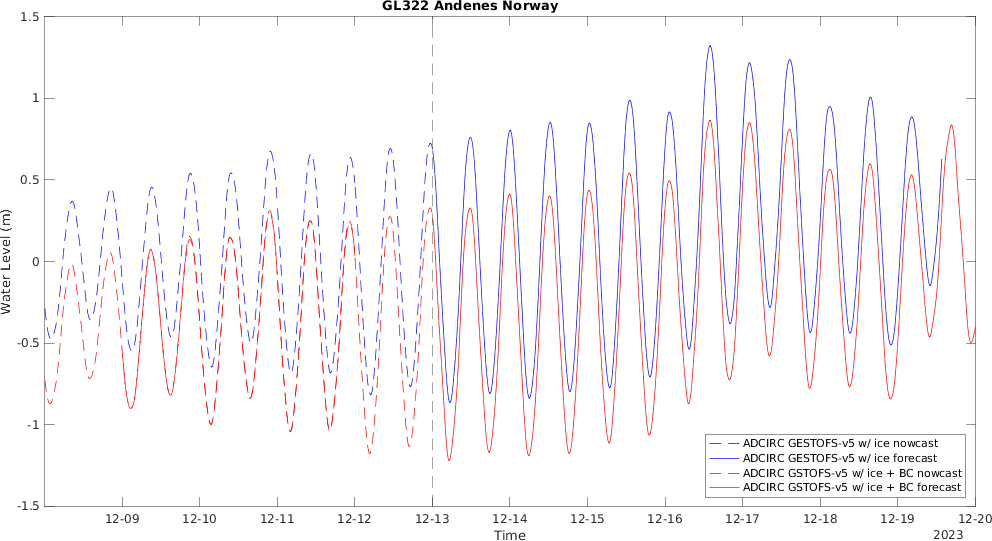 GL322 Andenes Norway
1.5
1
0.5
0
-0.5
-1
-1.5
Water Level (m)
12-09 12-10 12-11 12-12 12-13 12-14 12-15 12-16 12-17 12-18 12-19 12-20
Time
2023
ADCIRC GESTOFS-v5 w/ ice nowcast
ADCIRC GESTOFS-v5 w/ ice forecast
ADCIRC GSTOFS-v5 w/ ice + BC nowcast
ADCIRC GSTOFS-v5 w/ ice + BC forecast